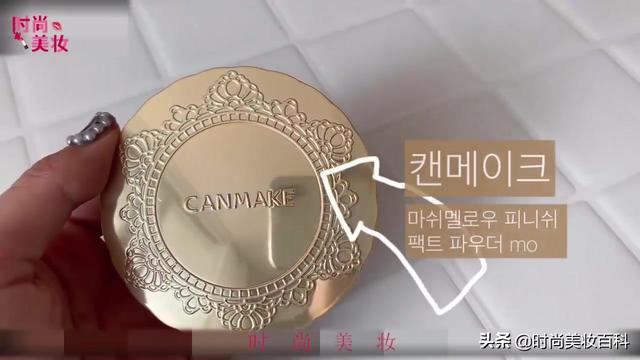 时尚
美妆
CANMAKE
캔메이크
마쉬멜로우 피니쉬
팩트 파우더 mo
时尚美妆
头条 @时尚美妆百科